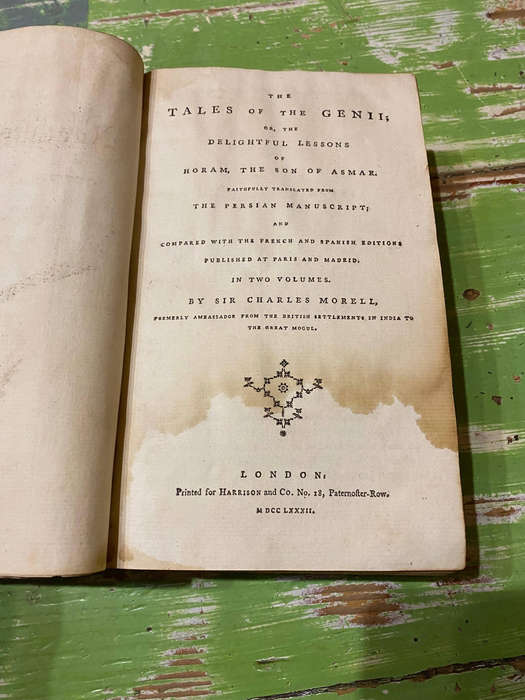 THE
TALES OF THE GENII;
OR, THE
DELIGHTFUL LESSONS
OF
HORAM, THE SON OF ASMAR.
FAITHFULLY TRANSLATED FROM
THE PERSIAN MANUSCRIPT;
AND
COMPARED WITH THE FRENCH AND SPANISH EDITIONS
PUBLISHED AT PARIS AND MADRID.
IN TWO VOLUMES.
BY SIR CHARLES MORELL,
FORMERLY AMBASSADOR FROM THE BRITISH SETTLEMENTS IN INDIA TO
THE GREAT MOGUL.
LONDON:
Printed for HARRISON and Co. No. 18, Paternoſter-Row.
M DCC LXXXII.